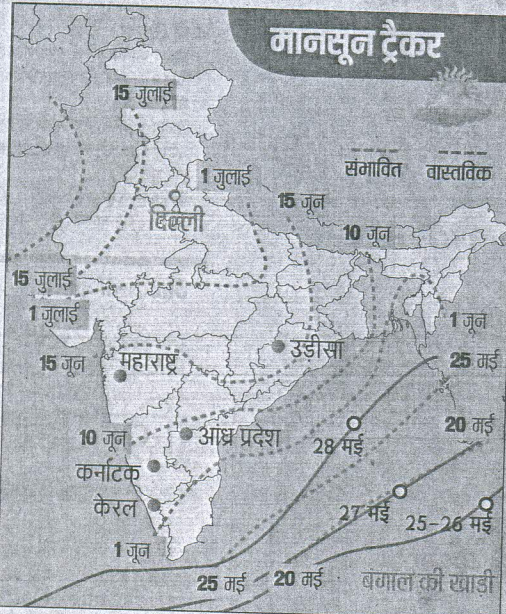 मानसून ट्रैकर
15 जुलाई
संभावित वास्तविक
1 जुलाई
15 जून
दिल्ली
10 जून
15 जुलाई
1 जुलाई
1 जून
15 जून
महाराष्ट्र
उड़ीसा
25 मई
20 मई
10 जून
आंध्र प्रदेश
28 मई
कर्नाटक
केरल
27 मई
25-26 मई
1 जून
25 मई
20 मई
बंगाल की खाड़ी